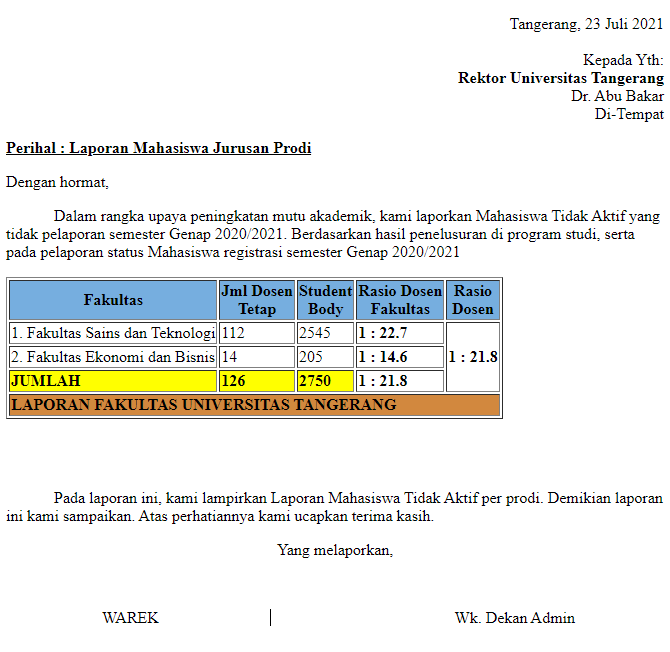 Tangerang, 23 Juli 2021
Kepada Yth:
Rektor Universitas Tangerang
Dr. Abu Bakar
Di-Tempat
Perihal : Laporan Mahasiswa Jurusan Prodi
Dengan hormat,
Dalam rangka upaya peningkatan mutu akademik, kami laporkan Mahasiswa Tidak Aktif yang
tidak pelaporan semester Genap 2020/2021. Berdasarkan hasil penelusuran di program studi, serta
pada pelaporan status Mahasiswa registrasi semester Genap 2020/2021
Fakultas Jml Dosen Tetap Student Body Rasio Dosen Fakultas Rasio Dosen
1. Fakultas Sains dan Teknologi 112 2545 1 : 22.7
2. Fakultas Ekonomi dan Bisnis 14 205 1 : 14.6 1 : 21.8
JUMLAH 126 2750 1 : 21.8
LAPORAN FAKULTAS UNIVERSITAS TANGERANG
Pada laporan ini, kami lampirkan Laporan Mahasiswa Tidak Aktif per prodi. Demikian laporan
ini kami sampaikan. Atas perhatiannya kami ucapkan terima kasih.
Yang melaporkan,
WAREK Wk. Dekan Admin